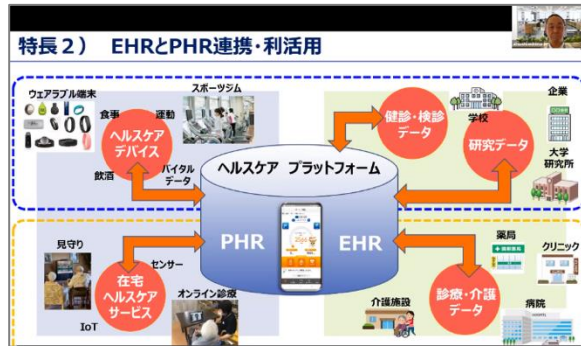 特長２） EHRとPHR連携・利活用
ウェアラブル端末
スポーツジム
食事
運動
ヘルスケア
デバイス
飲酒
バイタル
データ
健診・検診
データ
学校
企業
研究データ
大学
研究所
ヘルスケア プラットフォーム
PHR
EHR
見守り
センサー
在宅
ヘルスケア
サービス
IoT
オンライン診療
薬局
クリニック
診療・介護
データ
介護施設
病院